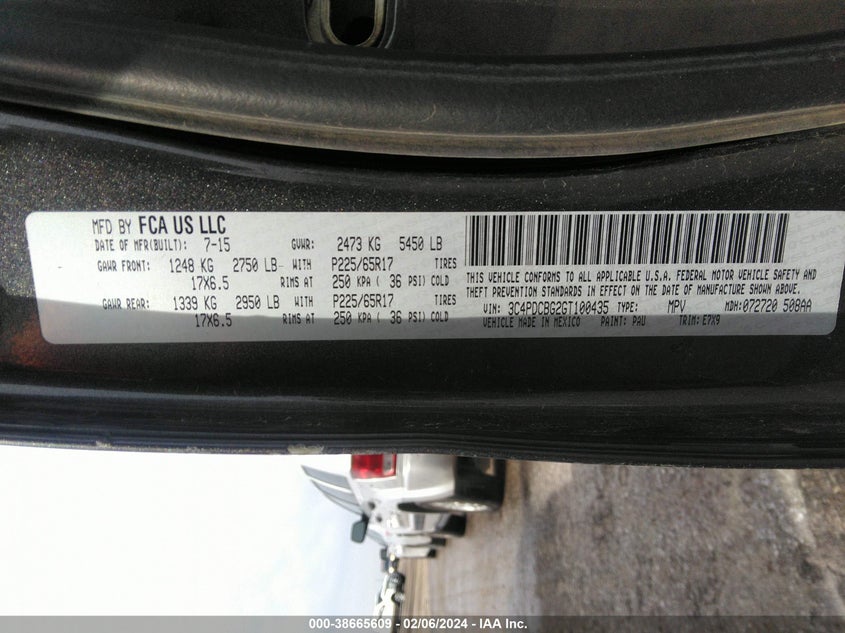 MFD BY FCA US LLC
DATE OF MFR(BUILT): 7-15 GVWR: 2473 KG 5450 LB
GAWR FRONT: 1248 KG 2750 LB WITH P225/65R17 TIRES
17X6.5 RIMS AT 250 KPA ( 36 PSI) COLD
GAWR REAR: 1339 KG 2950 LB WITH P225/65R17 TIRES
17X6.5 RIMS AT 250 KPA ( 36 PSI) COLD
THIS VEHICLE CONFORMS TO ALL APPLICABLE U.S.A. FEDERAL MOTOR VEHICLE SAFETY AND
THEFT PREVENTION STANDARDS IN EFFECT ON THE DATE OF MANUFACTURE SHOWN ABOVE.
VIN: 3C4PDCBG2GT100435 TYPE: MPV MDH: 072720 508AA
VEHICLE MADE IN MEXICO PAINT: PAU TRIM: E7X9
000-38665609 - 02/06/2024 - IAA Inc.